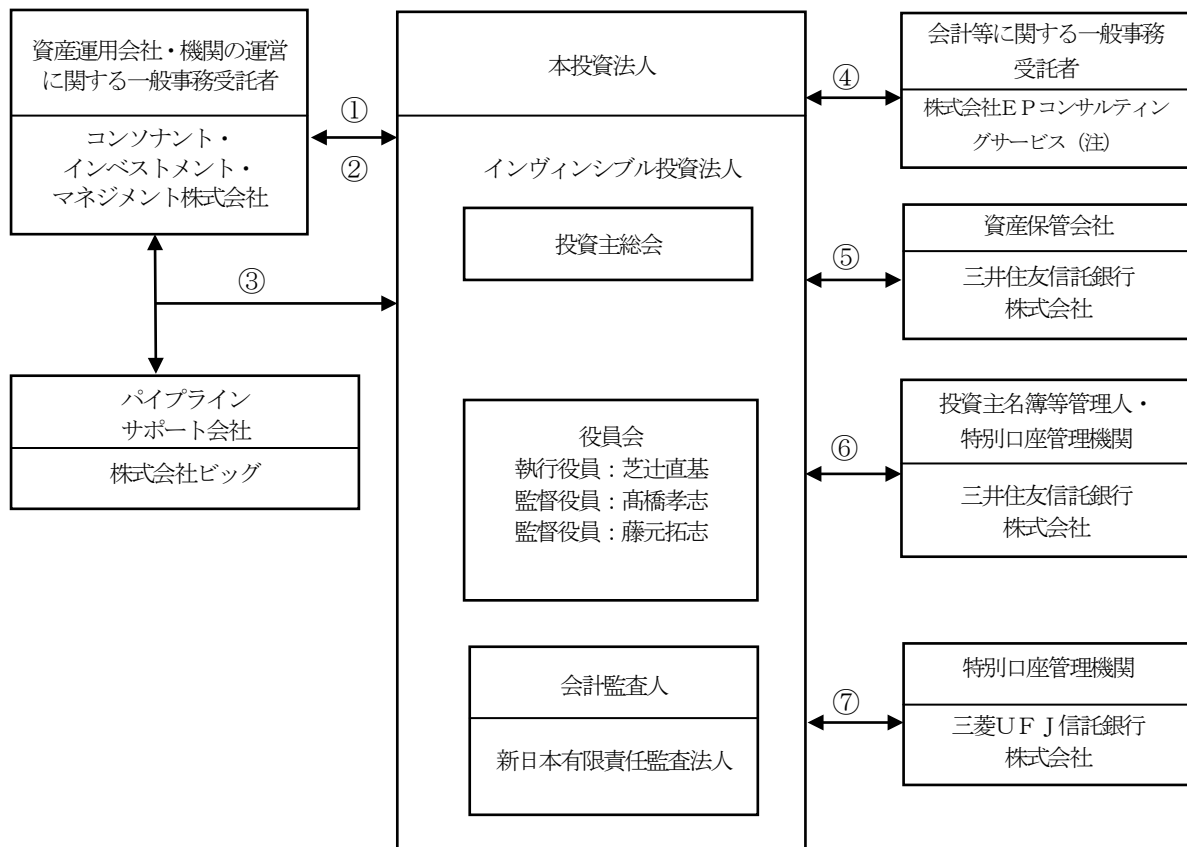 資産運用会社・機関の運営
に関する一般事務受託者
コンソナント・
インベストメント・
マネジメント株式会社
①
②
③
パイプライン
サポート会社
株式会社ビッグ
本投資法人
インヴィンシブル投資法人
投資主総会
役員会
執行役員：芝辻直基
監督役員：髙橋孝志
監督役員：藤元拓志
会計監査人
新日本有限責任監査法人
④
会計等に関する一般事務
受託者
株式会社ＥＰコンサルティン
グサービス（注）
⑤
資産保管会社
三井住友信託銀行
株式会社
⑥
投資主名簿等管理人・
特別口座管理機関
三井住友信託銀行
株式会社
⑦
特別口座管理機関
三菱ＵＦＪ信託銀行
株式会社